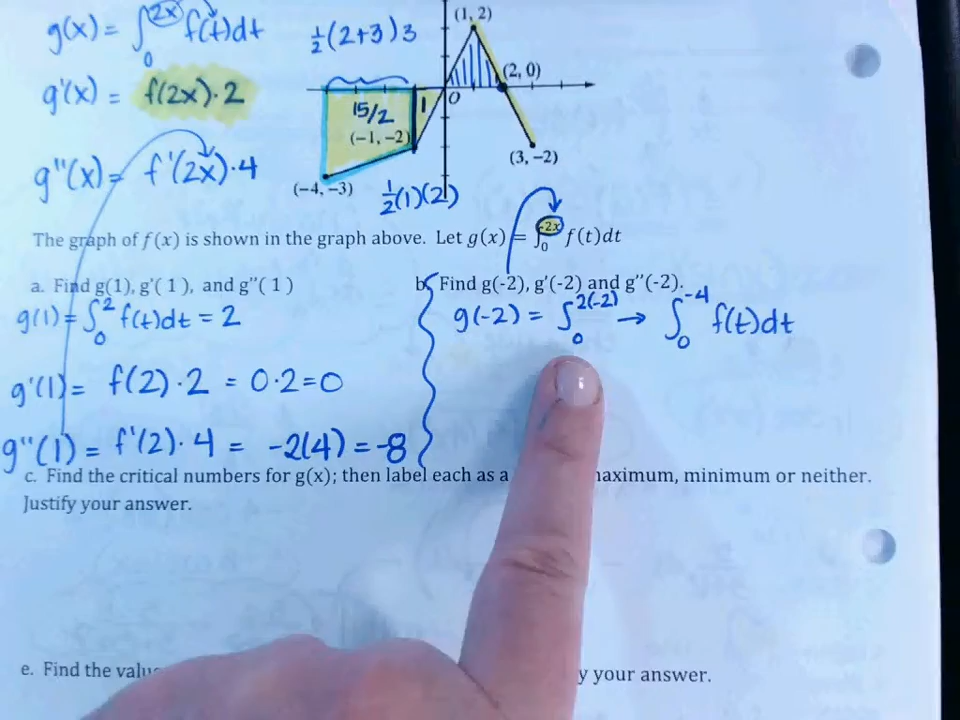 g(x) = ∫₀^2x f(t)dt
½(2+3)3
(1, 2)
g'(x) = f(2x)·2
(2, 0)
O
1
15/2
(−1, −2)
g"(x) = f'(2x)·4
(3, −2)
(−4, −3)
½(1)(2)
The graph of f(x) is shown in the graph above. Let g(x) = ∫₀^2x f(t)dt
a. Find g(1), g'( 1 ), and g"( 1 )
b. Find g(-2), g'(-2) and g"(-2).
g(1) = ∫₀² f(t)dt = 2
g(-2) = ∫₀^2(-2) → ∫₀^-4 f(t)dt
g'(1) = f(2)·2 = 0·2=0
g"(1) = f'(2)·4 = -2(4) = -8
c. Find the critical numbers for g(x); then label each as a maximum, minimum or neither.
Justify your answer.
e. Find the y your answer.